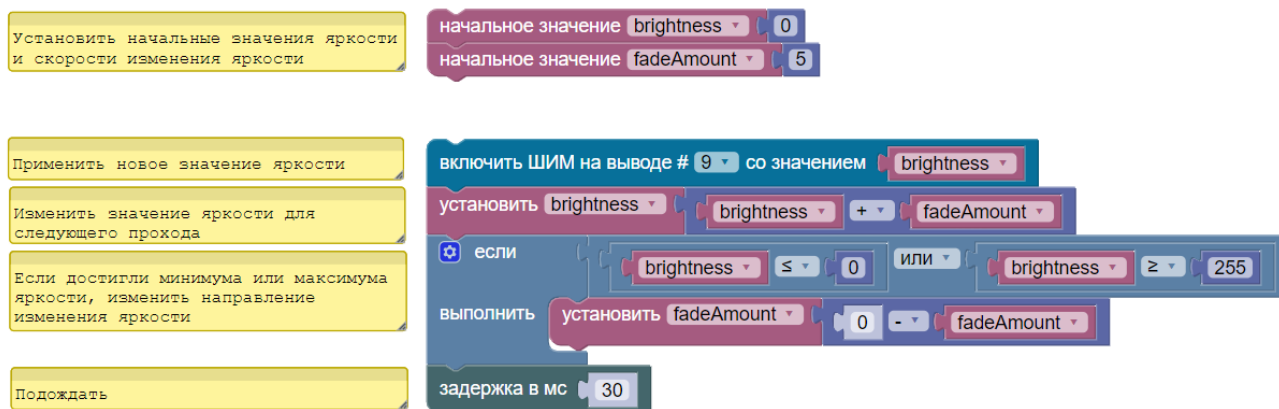 Установить начальные значения яркости
и скорости изменения яркости
начальное значение brightness 0
начальное значение fadeAmount 5
Применить новое значение яркости
включить ШИМ на выводе # 9 со значением brightness
Изменить значение яркости для
следующего прохода
установить brightness brightness + fadeAmount
Если достигли минимума или максимума
яркости, изменить направление
изменения яркости
если brightness ≤ 0 или brightness ≥ 255
выполнить установить fadeAmount 0 - fadeAmount
Подождать
задержка в мс 30